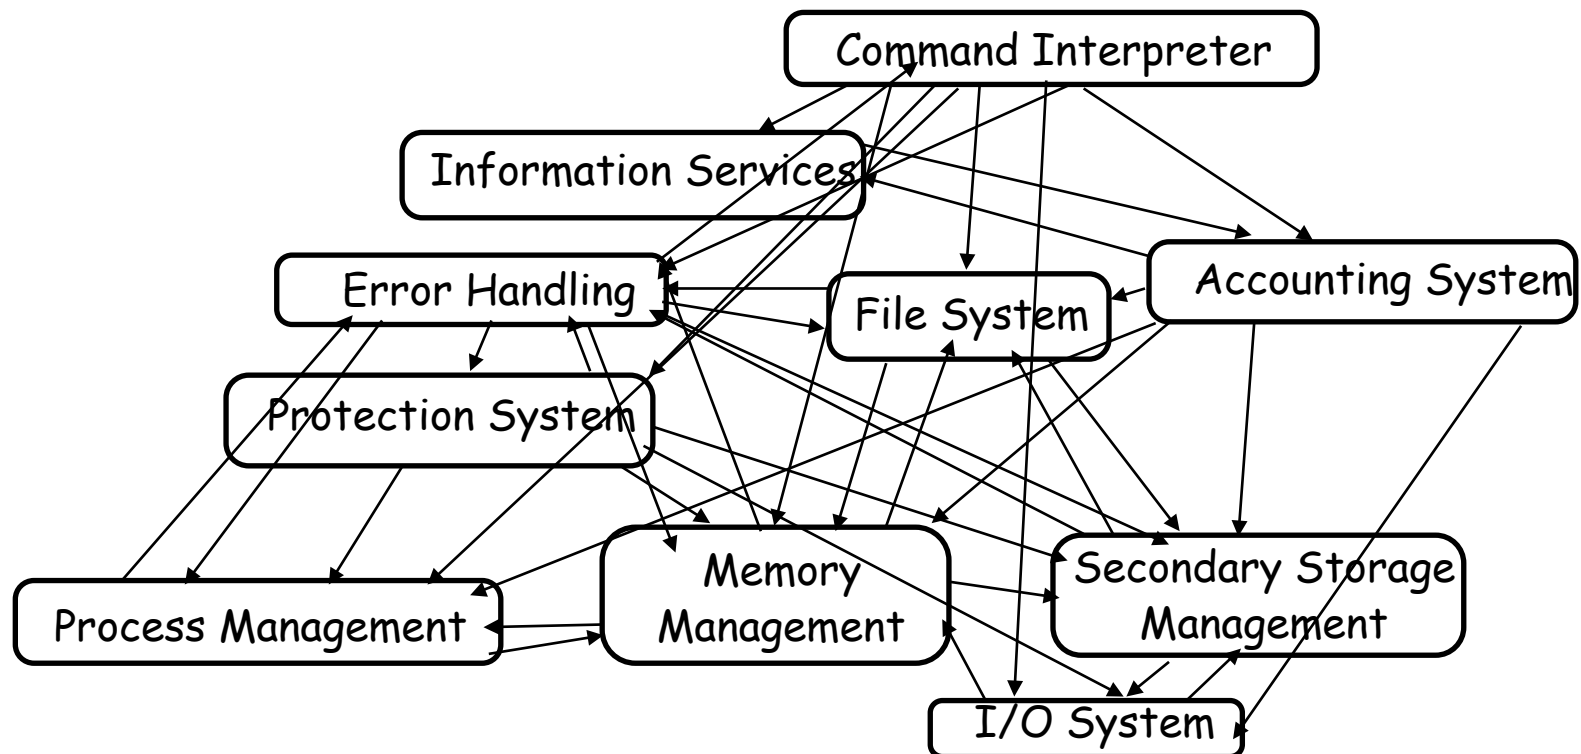 Command Interpreter
Information Services
Error Handling
Accounting System
File System
Protection System
Memory
Management
Secondary Storage
Management
Process Management
I/O System